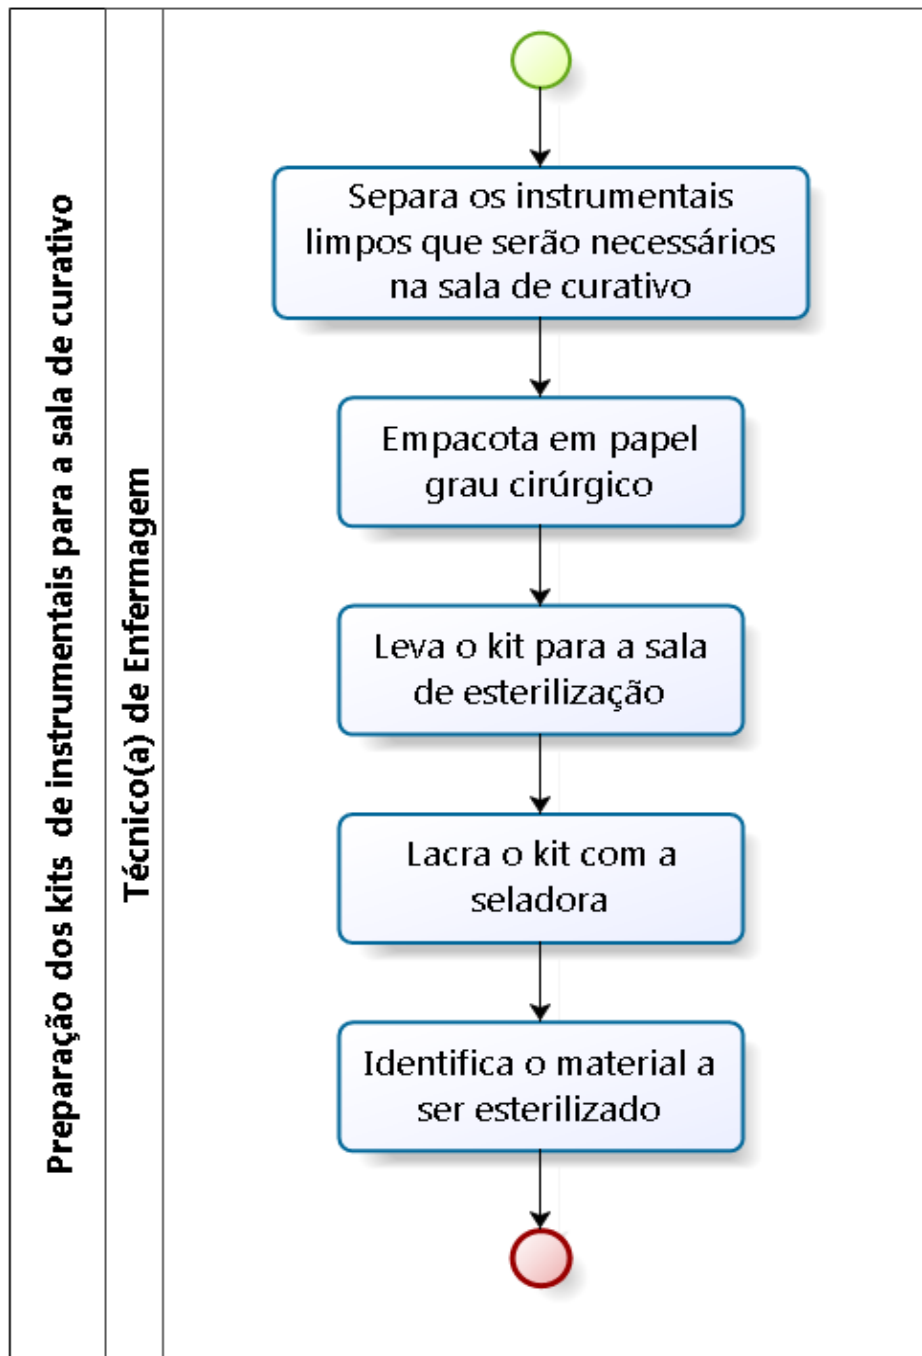 Preparação dos kits de instrumentais para a sala de curativo
Técnico(a) de Enfermagem
Separa os instrumentais
limpos que serão necessários
na sala de curativo
Empacota em papel
grau cirúrgico
Leva o kit para a sala
de esterilização
Lacra o kit com a
seladora
Identifica o material a
ser esterilizado